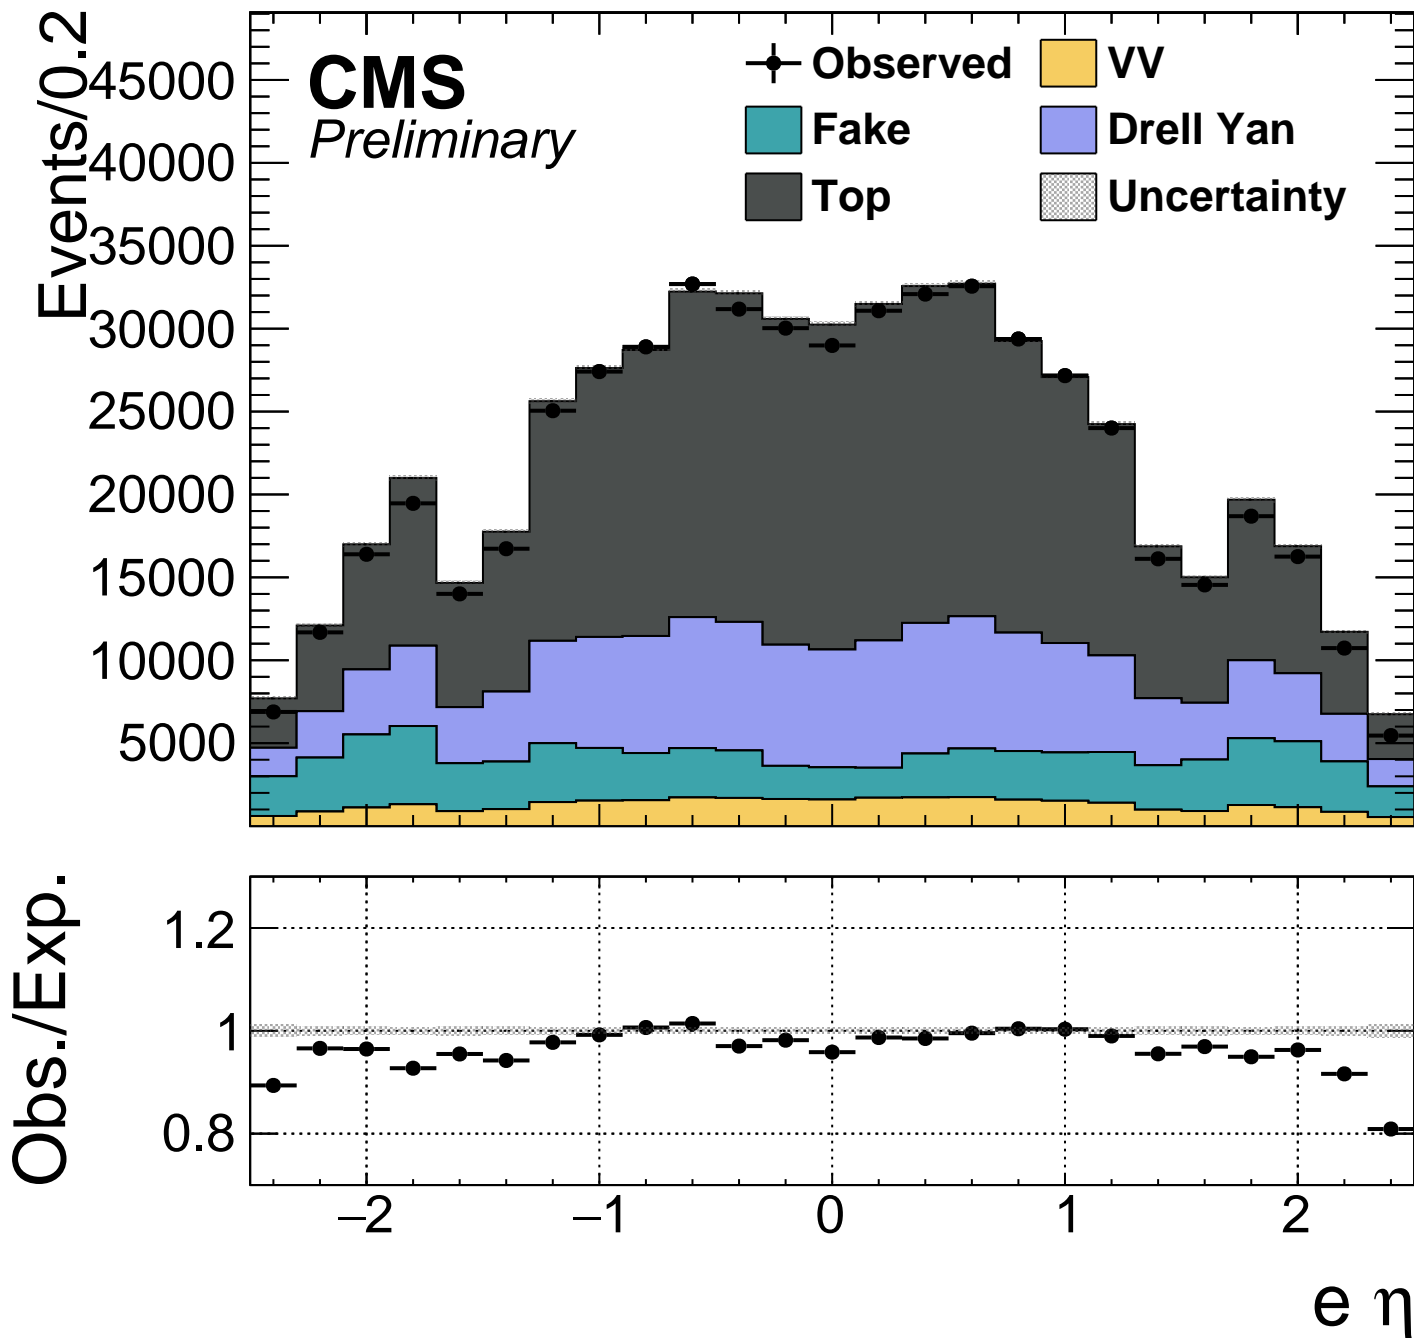 Events/0.2
45000
40000
35000
30000
25000
20000
15000
10000
5000
CMS
Preliminary
Observed
VV
Fake
Drell Yan
Top
Uncertainty
Obs./Exp.
1.2
1
0.8
−2
−1
0
1
2
e η